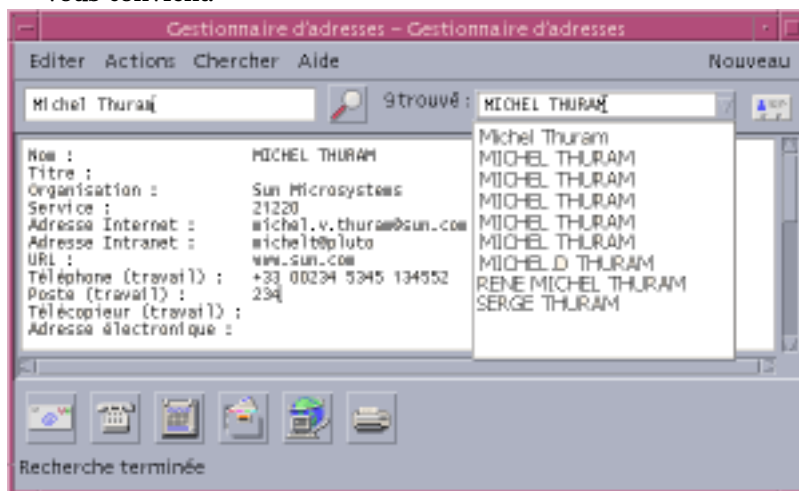 Gestionnaire d'adresses – Gestionnaire d'adresses
Editer Actions Chercher Aide Nouveau
Michel Thuram 9 trouvé : MICHEL THURAM
Michel Thuram
MICHEL THURAM
MICHEL THURAM
MICHEL THURAM
MICHEL THURAM
MICHEL THURAM
MICHEL.D THURAM
RENE MICHEL THURAM
SERGE THURAM
Nom : MICHEL THURAM
Titre :
Organisation : Sun Microsystems
Service : 21220
Adresse Internet : michel.v.thuram@sun.com
Adresse Intranet : michelt@pluto
URL : www.sun.com
Téléphone (travail) : +33 00234 5345 134552
Poste (travail) : 234
Télécopieur (travail) :
Adresse électronique :
Recherche terminée